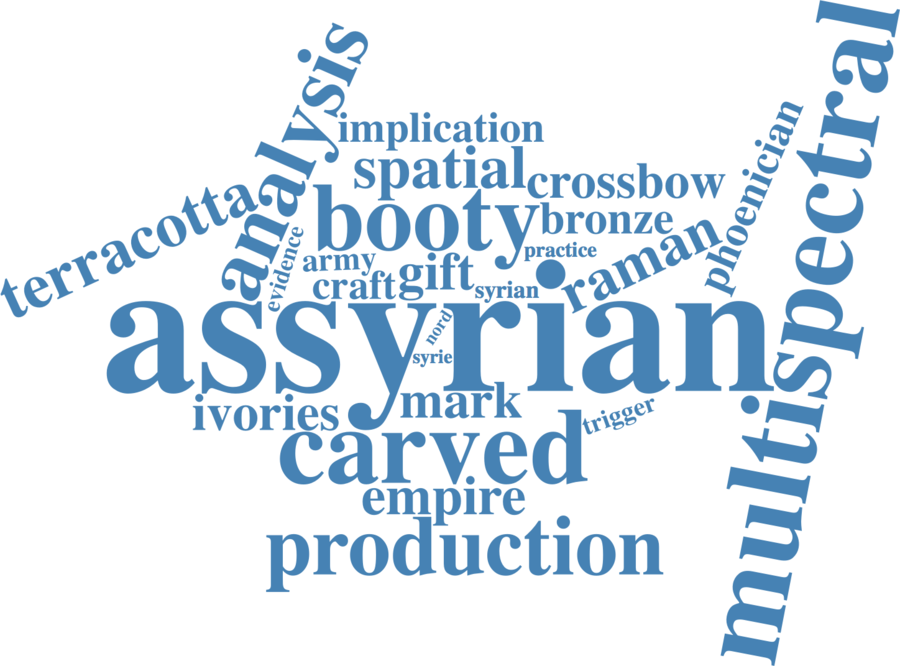 analysis
multispectral
implication
phoenician
spatial
crossbow
terracotta
booty
bronze
raman
evidence
practice
army
gift
craft
syrian
assyrian
nord
syrie
ivories
mark
trigger
carved
empire
production